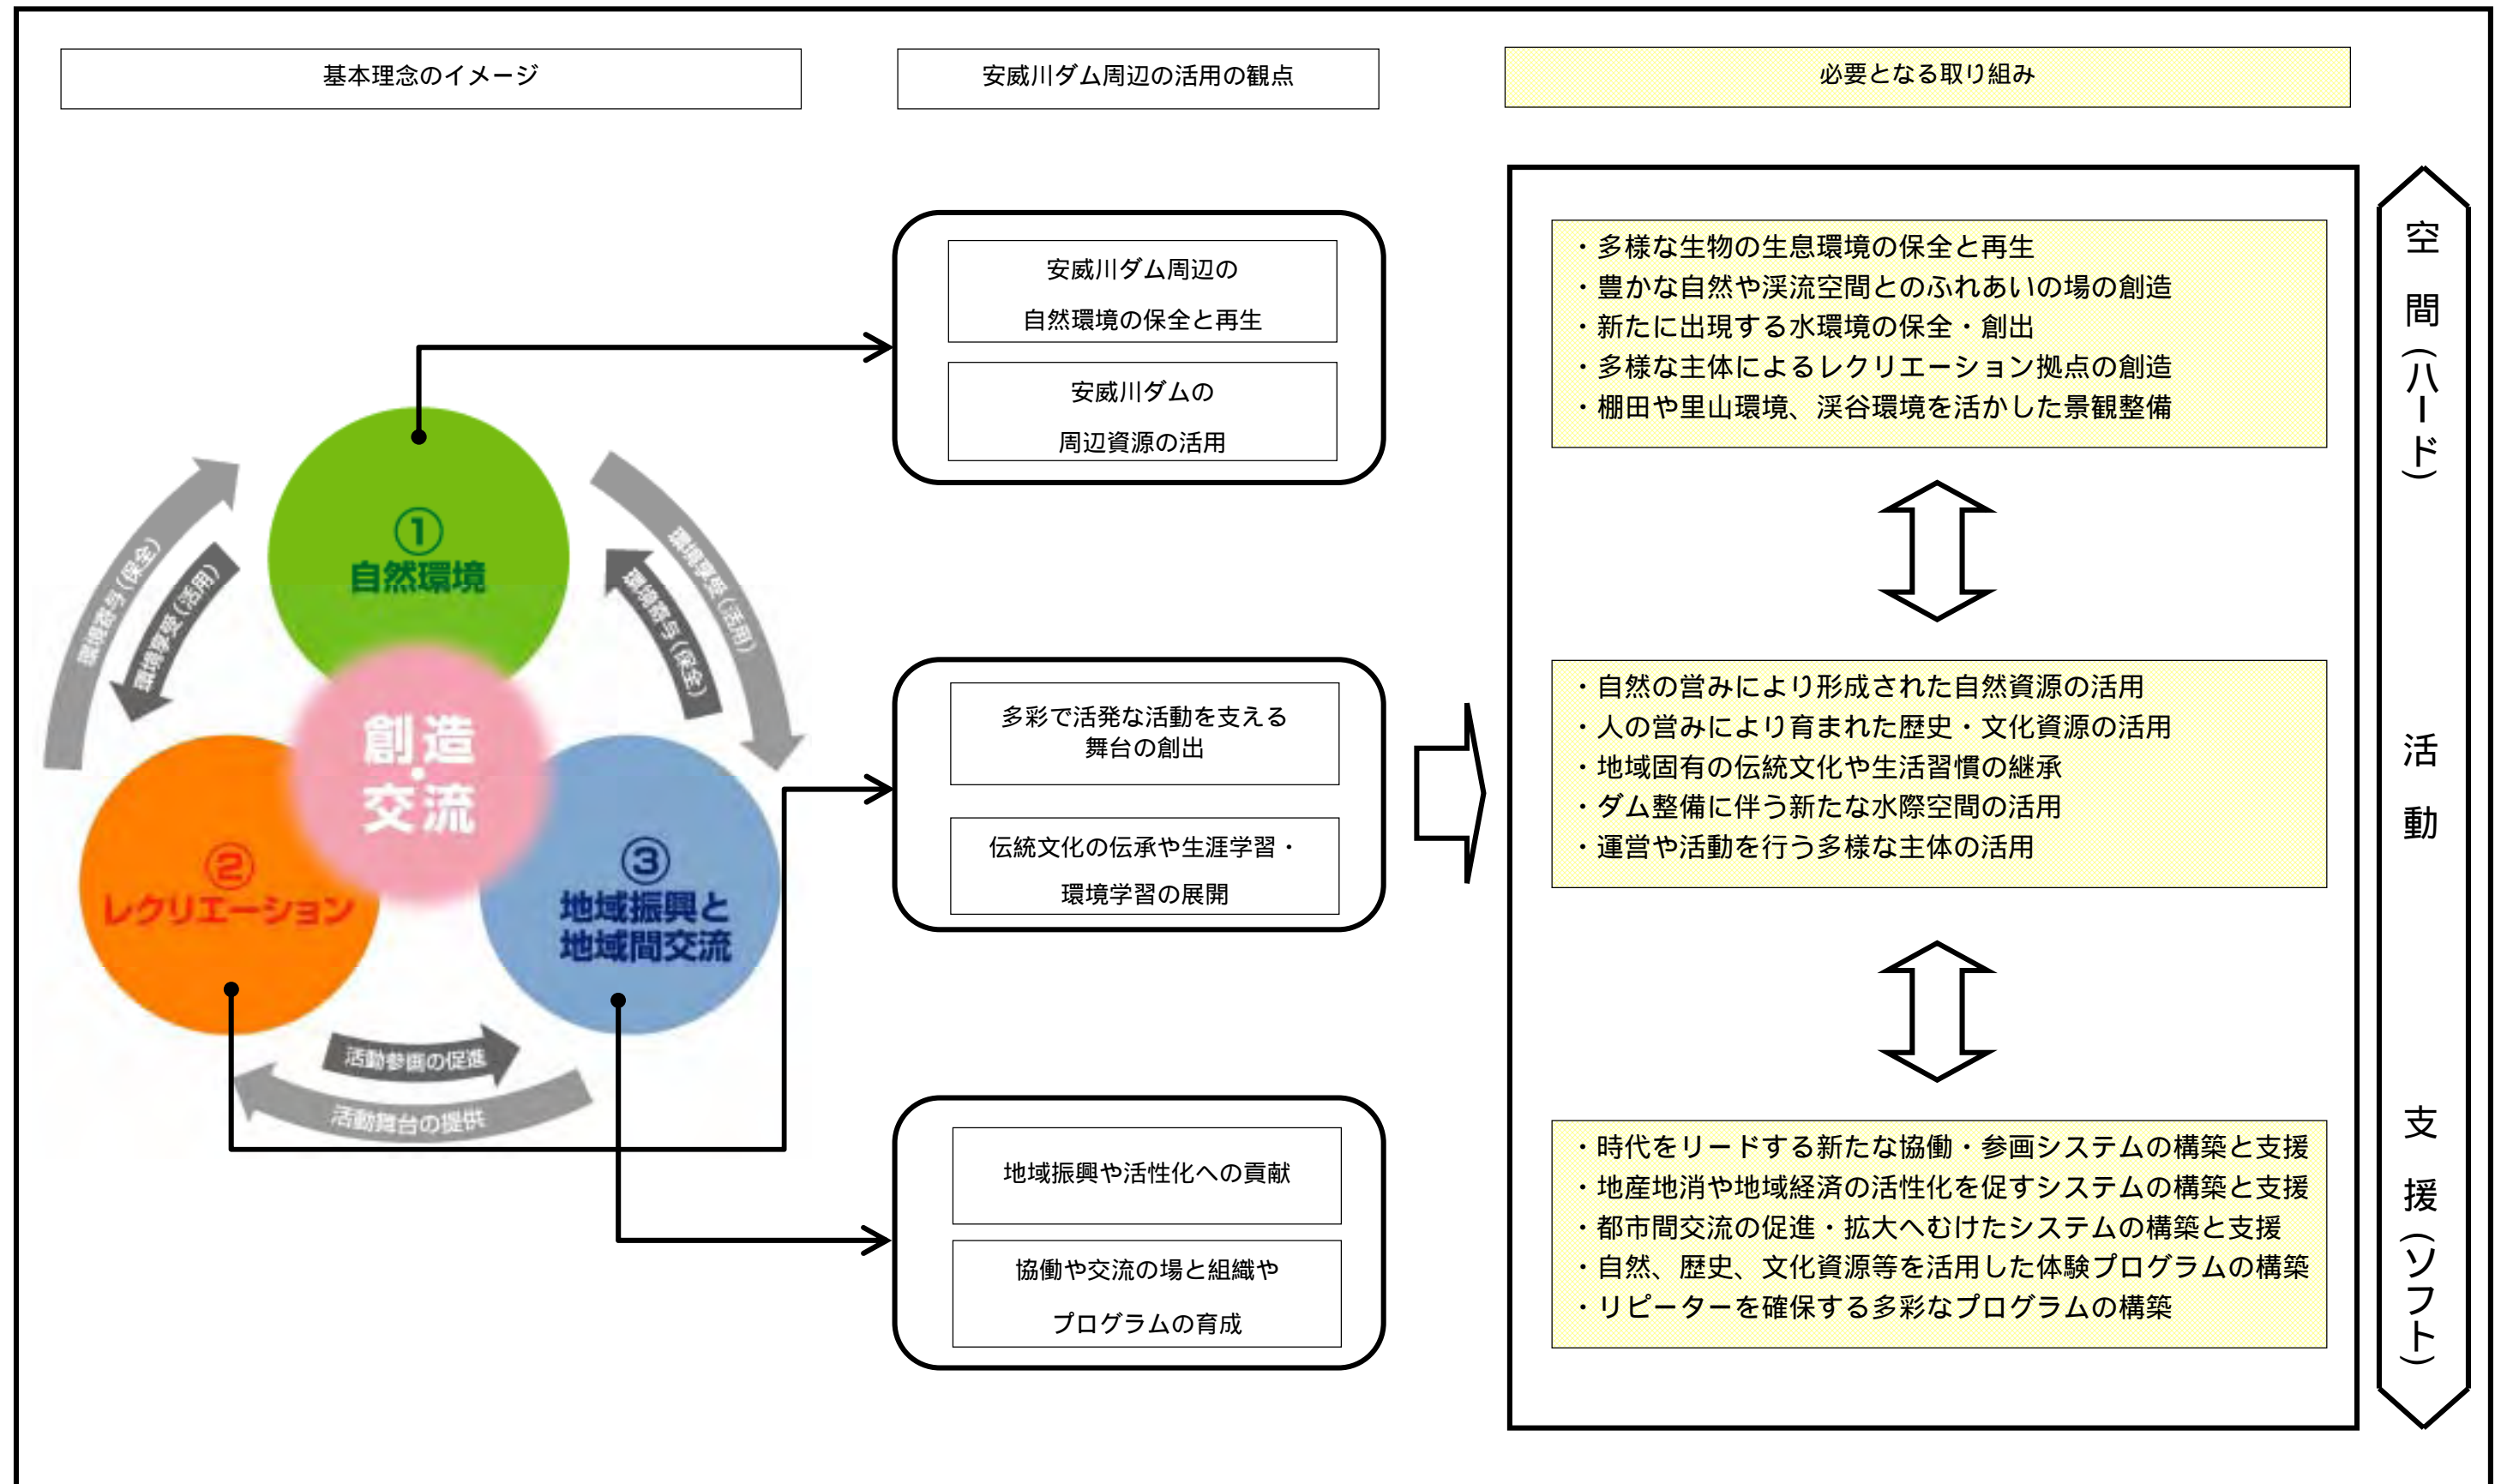 基本理念のイメージ
安威川ダム周辺の活用の観点
必要となる取り組み
①
自然環境
環境寄与(保全)
環境享受(活用)
環境享受(活用)
環境寄与(保全)
創造
・
交流
②
レクリエーション
③
地域振興と
地域間交流
活動参画の促進
活動舞台の提供
安威川ダム周辺の
自然環境の保全と再生
安威川ダムの
周辺資源の活用
多彩で活発な活動を支える
舞台の創出
伝統文化の伝承や生涯学習・
環境学習の展開
地域振興や活性化への貢献
協働や交流の場と組織や
プログラムの育成
・多様な生物の生息環境の保全と再生
・豊かな自然や渓流空間とのふれあいの場の創造
・新たに出現する水環境の保全・創出
・多様な主体によるレクリエーション拠点の創造
・棚田や里山環境、渓谷環境を活かした景観整備
・自然の営みにより形成された自然資源の活用
・人の営みにより育まれた歴史・文化資源の活用
・地域固有の伝統文化や生活習慣の継承
・ダム整備に伴う新たな水際空間の活用
・運営や活動を行う多様な主体の活用
・時代をリードする新たな協働・参画システムの構築と支援
・地産地消や地域経済の活性化を促すシステムの構築と支援
・都市間交流の促進・拡大へむけたシステムの構築と支援
・自然、歴史、文化資源等を活用した体験プログラムの構築
・リピーターを確保する多彩なプログラムの構築
空間(ハード)
活動
支援(ソフト)